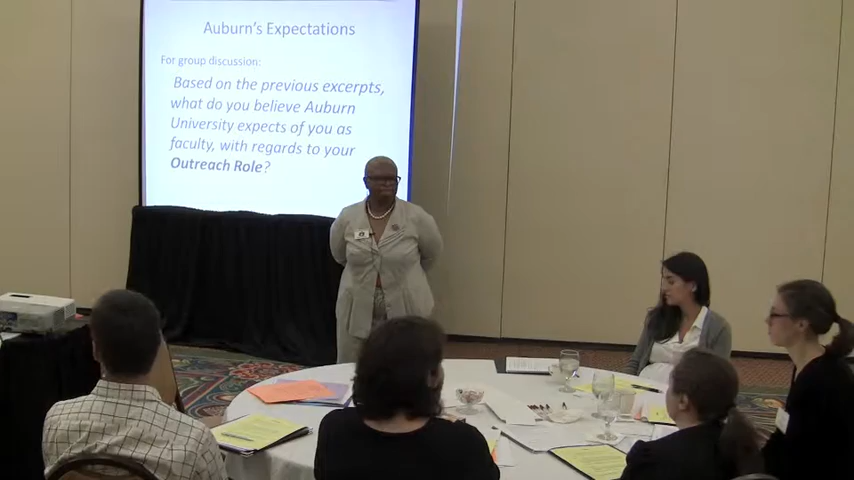 Auburn's Expectations
For group discussion:
Based on the previous excerpts,
what do you believe Auburn
University expects of you as
faculty, with regards to your
Outreach Role?